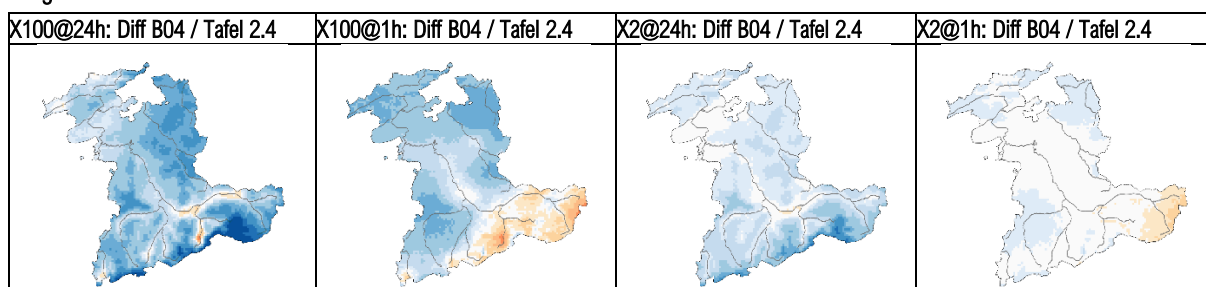 X100@24h: Diff B04 / Tafel 2.4
X100@1h: Diff B04 / Tafel 2.4
X2@24h: Diff B04 / Tafel 2.4
X2@1h: Diff B04 / Tafel 2.4